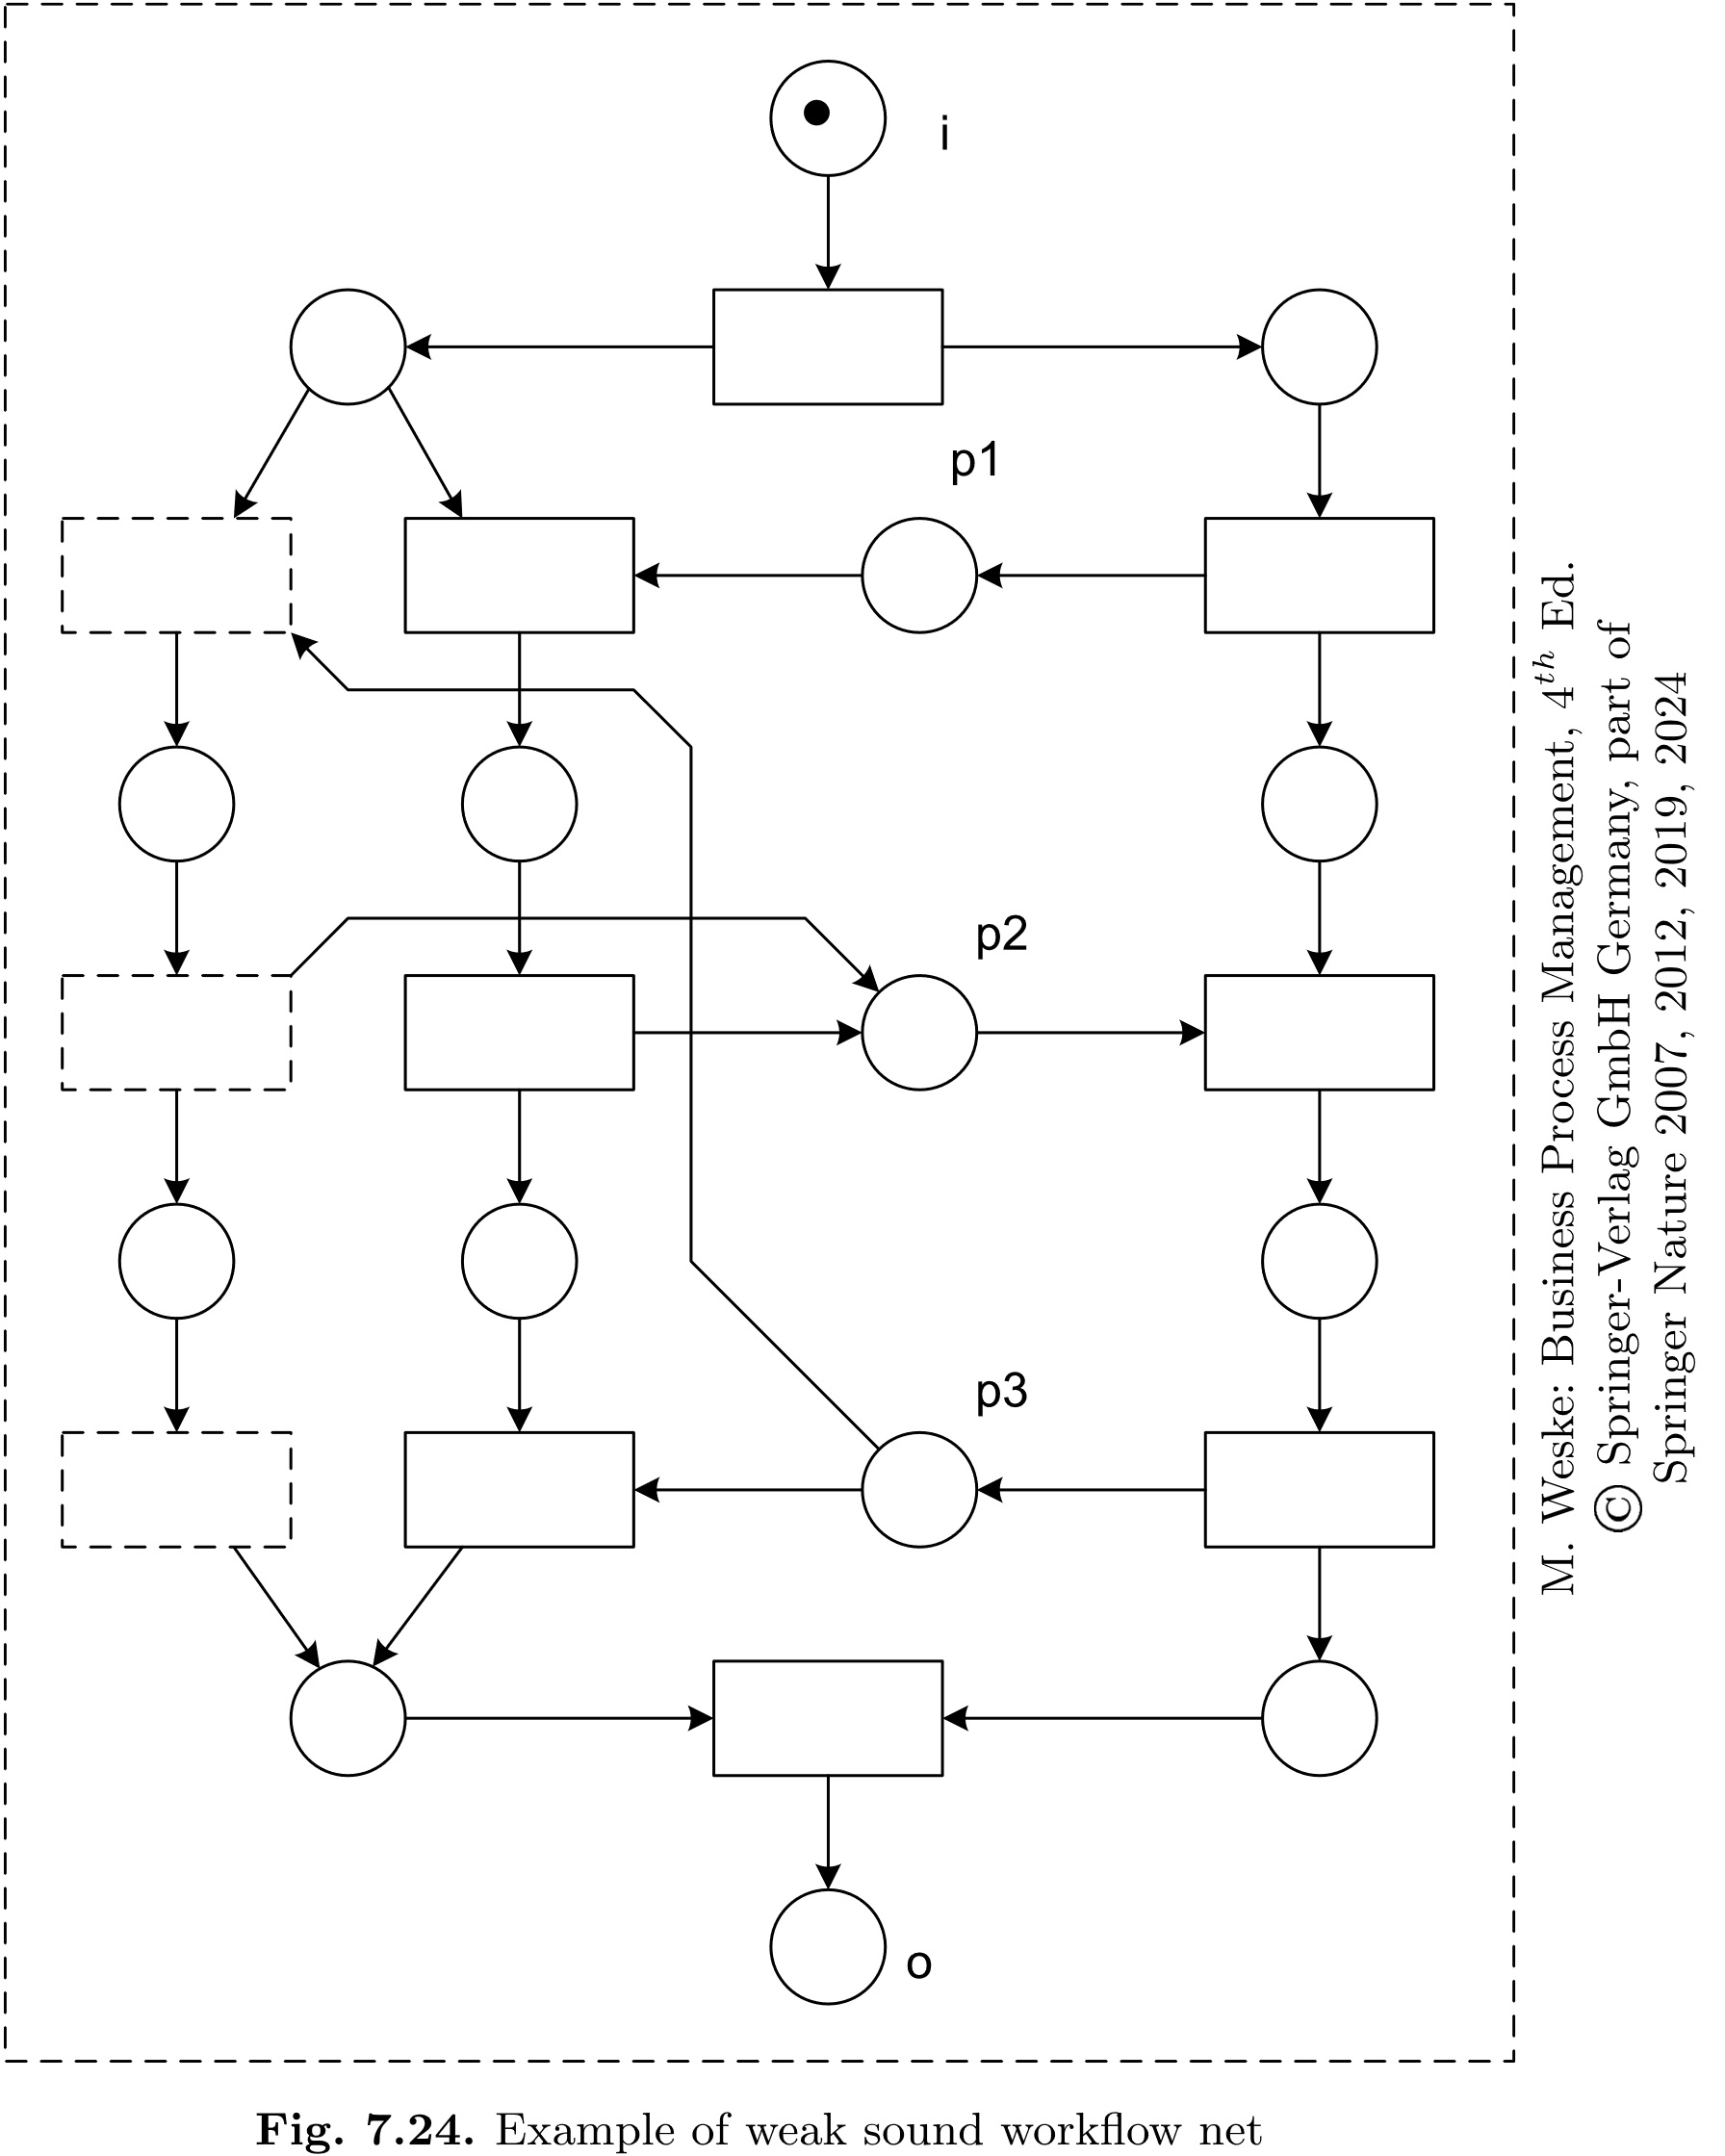 i
p1
p2
p3
o
M. Weske: Business Process Management, 4th Ed.
© Springer-Verlag GmbH Germany, part of
Springer Nature 2007, 2012, 2019, 2024
Fig. 7.24. Example of weak sound workflow net